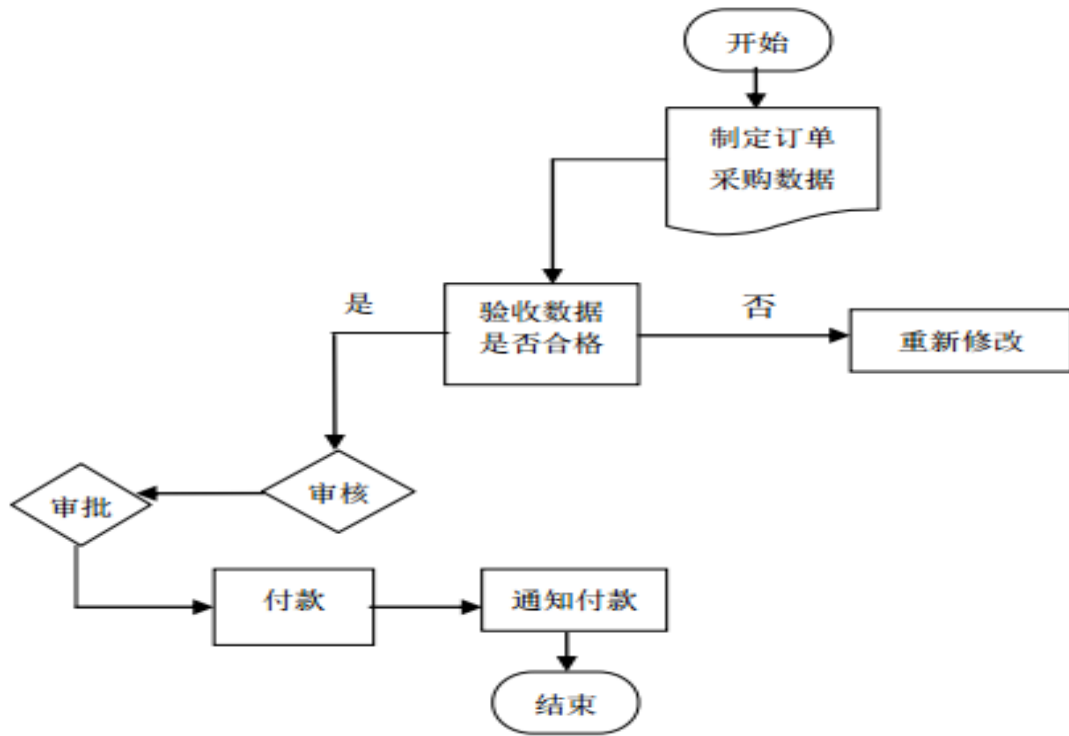 开始
制定订单
采购数据
是
验收数据
是否合格
否
重新修改
审批
审核
付款
通知付款
结束